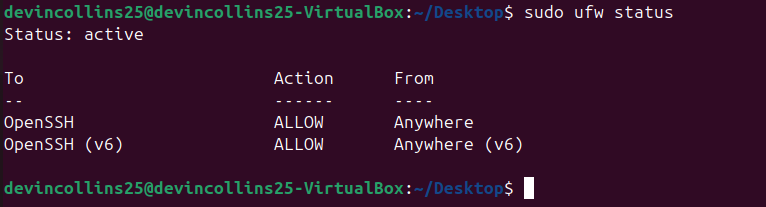 devincollins25@devincollins25-VirtualBox:~/Desktop$ sudo ufw status
Status: active
To                         Action      From
--                         ------      ----
OpenSSH                    ALLOW       Anywhere
OpenSSH (v6)               ALLOW       Anywhere (v6)
devincollins25@devincollins25-VirtualBox:~/Desktop$